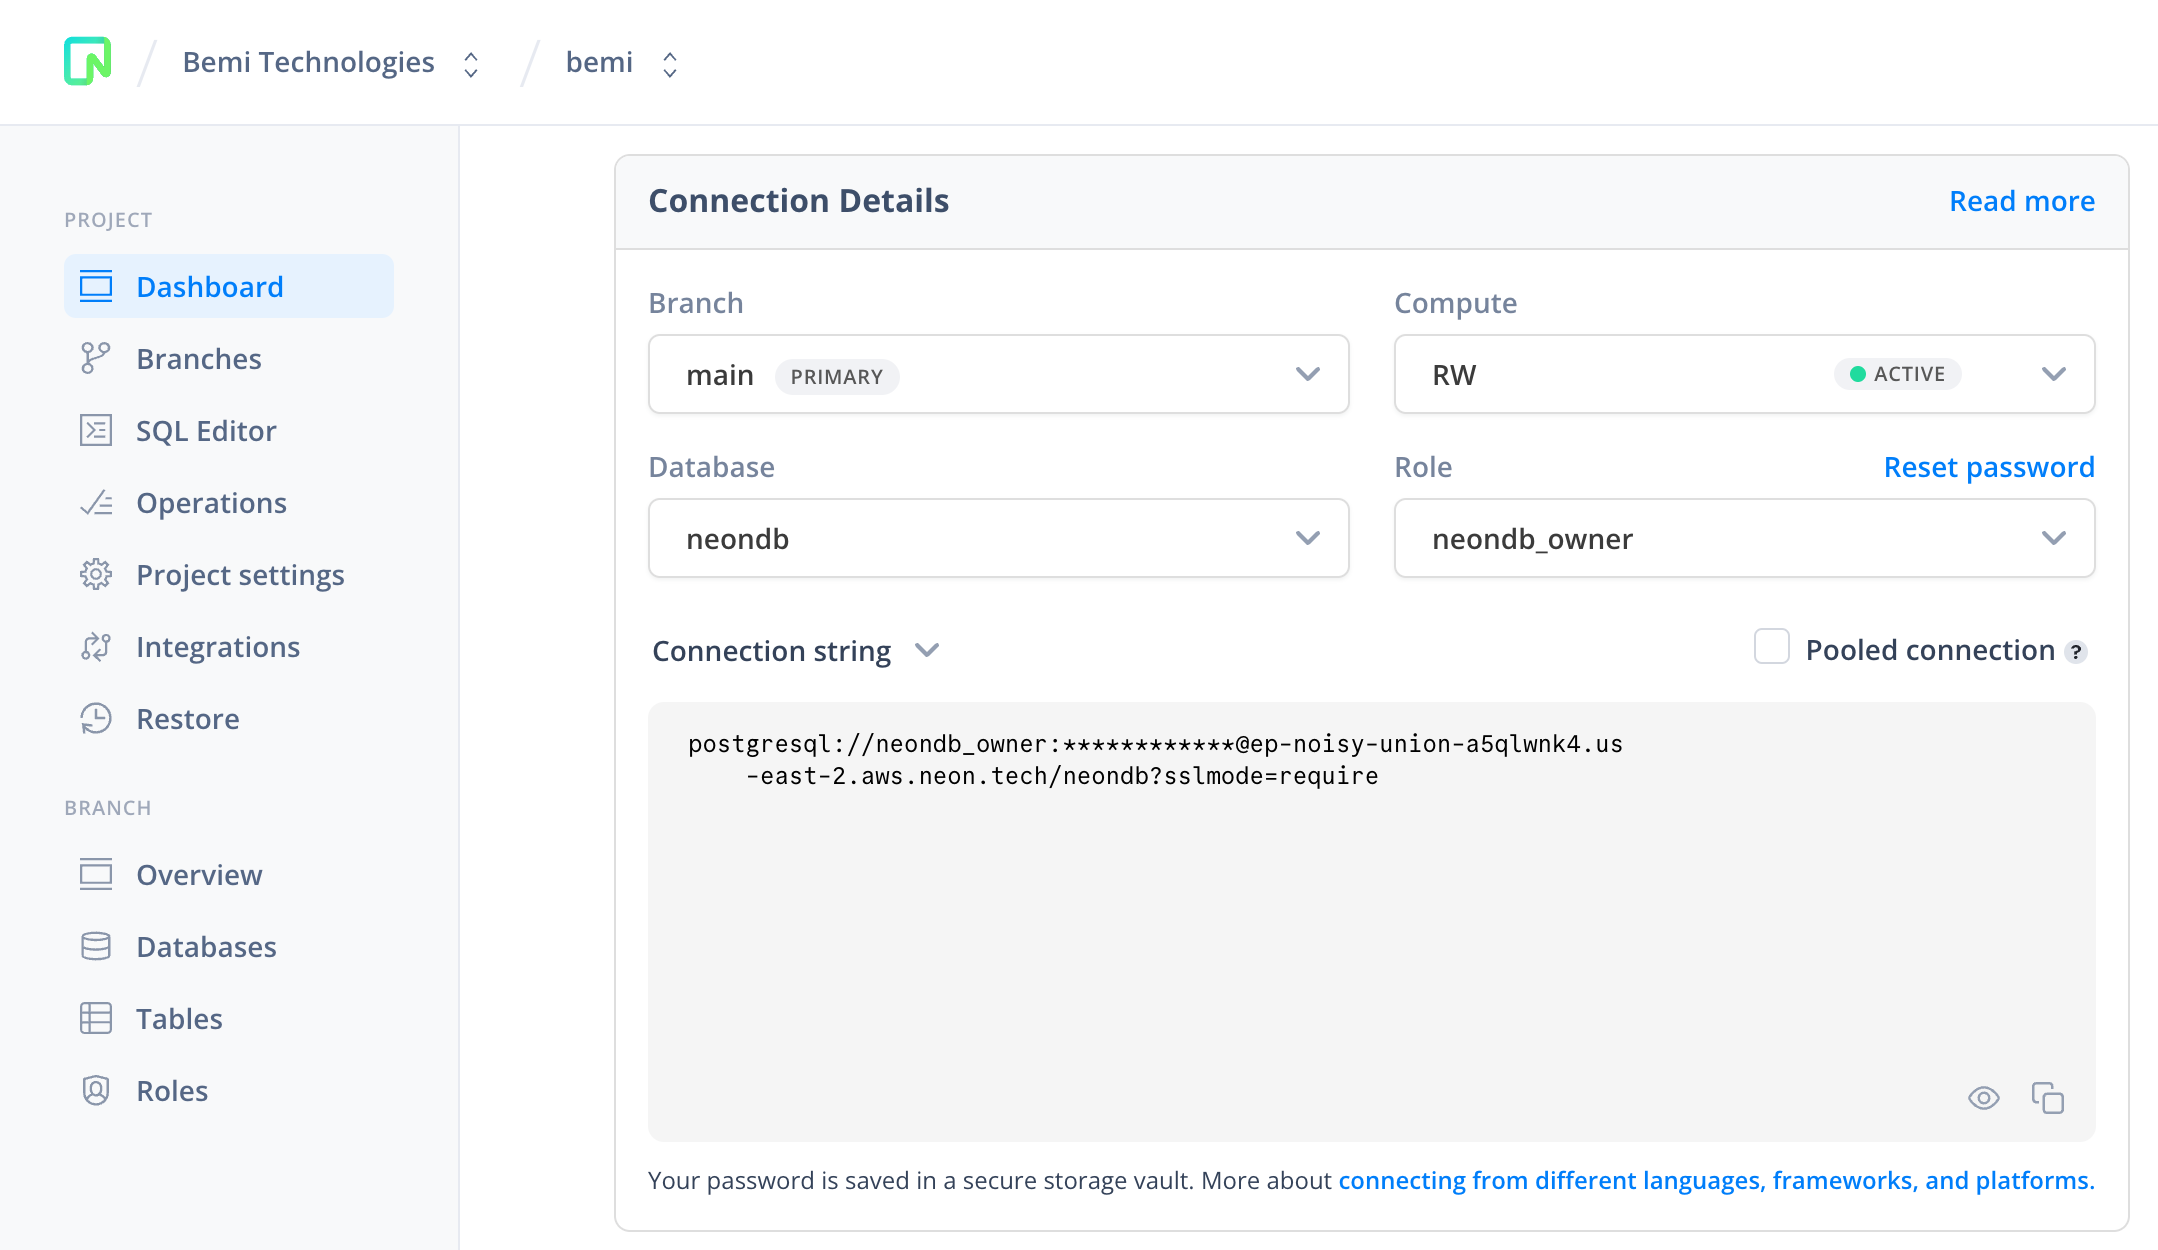 Bemi Technologies
bemi
PROJECT
Dashboard
Branches
SQL Editor
Operations
Project settings
Integrations
Restore
BRANCH
Overview
Databases
Tables
Roles
Connection Details
Read more
Branch
main PRIMARY
Compute
RW ACTIVE
Database
neondb
Role
Reset password
neondb_owner
Connection string
Pooled connection ?
postgresql://neondb_owner:************@ep-noisy-union-a5qlwnk4.us
-east-2.aws.neon.tech/neondb?sslmode=require
Your password is saved in a secure storage vault. More about connecting from different languages, frameworks, and platforms.